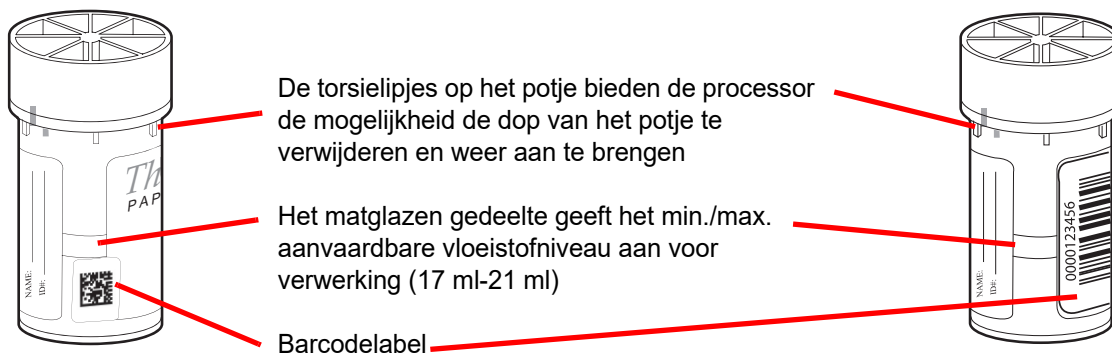 De torsielipjes op het potje bieden de processor
de mogelijkheid de dop van het potje te
verwijderen en weer aan te brengen
Het matglazen gedeelte geeft het min./max.
aanvaardbare vloeistofniveau aan voor
verwerking (17 ml-21 ml)
Barcodelabel
Th
PAP
NAME:
ID#:
NAME:
ID#:
0000123456